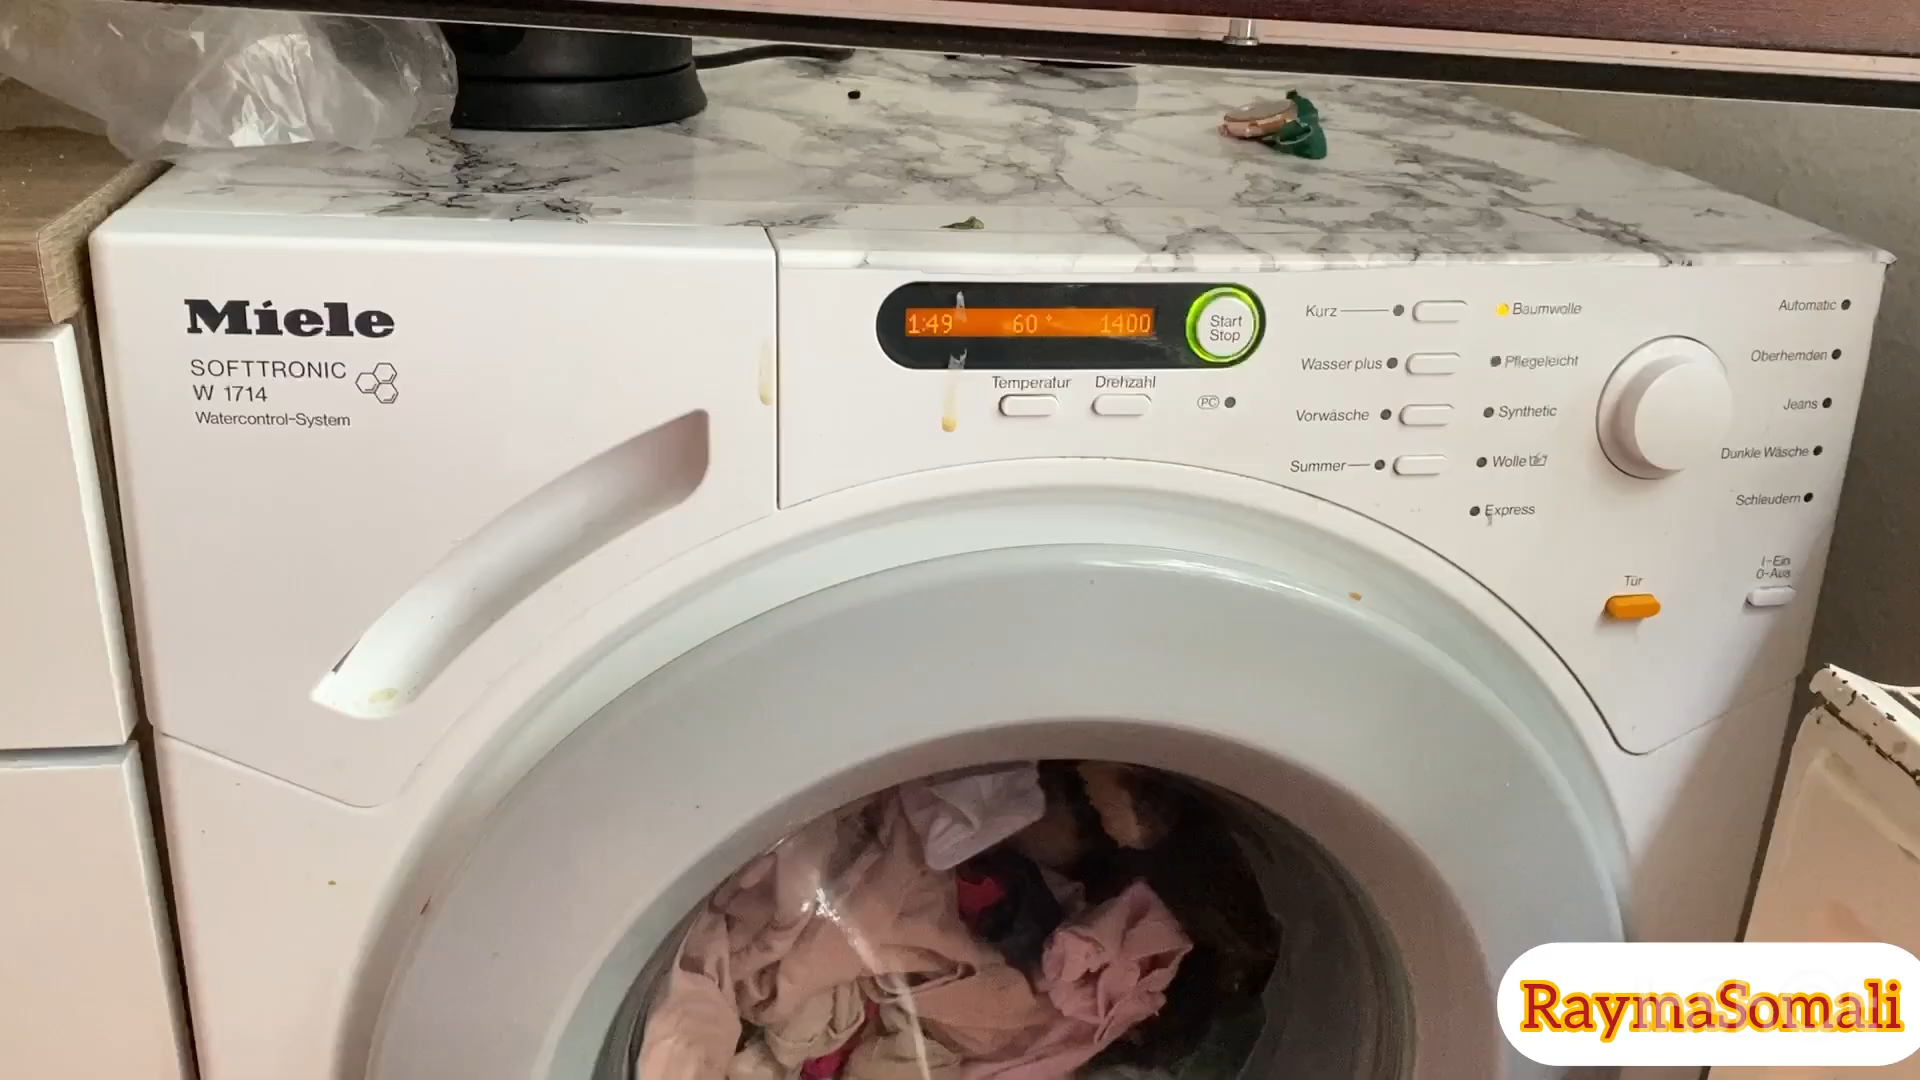 Miele
SOFTTRONIC
W 1714
Watercontrol-System
1:49 60° 1400
Start
Stop
Temperatur Drehzahl
PC
Kurz
Wasser plus
Vorwäsche
Summer
Baumwolle
Pflegeleicht
Synthetic
Wolle
Express
Automatic
Oberhemden
Jeans
Dunkle Wäsche
Schleudern
Tür
I-Ein
0-Aus
RaymaSomali